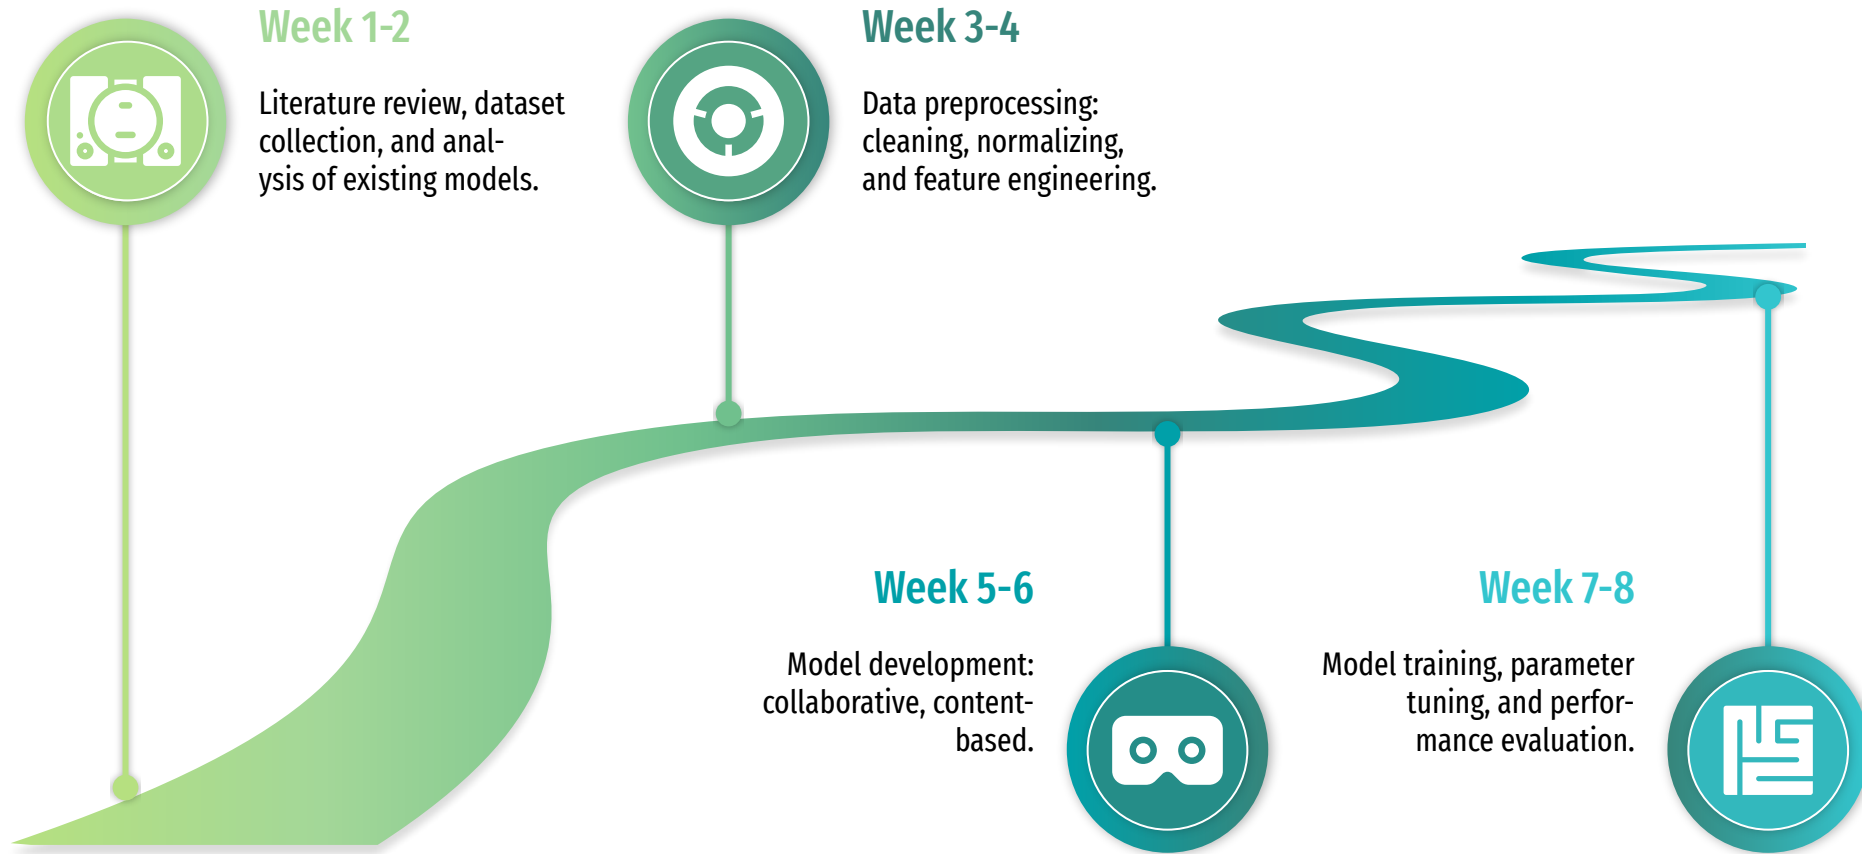 Week 1-2
Literature review, dataset
collection, and anal-
ysis of existing models.
Week 3-4
Data preprocessing:
cleaning, normalizing,
and feature engineering.
Week 5-6
Model development:
collaborative, content-
based.
Week 7-8
Model training, parameter
tuning, and perfor-
mance evaluation.